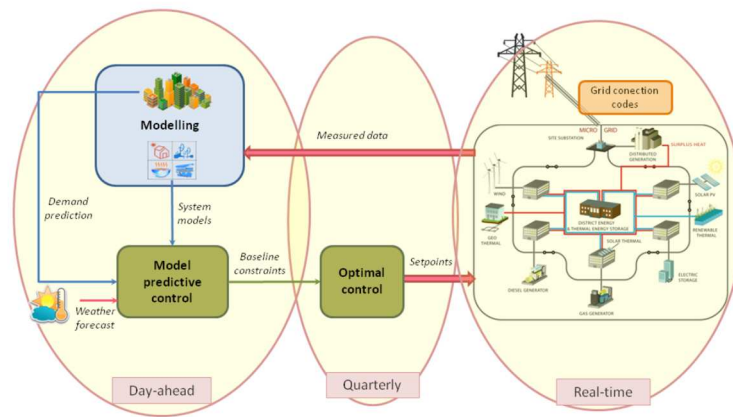 Grid conection
codes
Modelling
Measured data
MICRO GRID
SITE SUBSTATION
DISTRIBUTED
GENERATION
SURPLUS HEAT
WIND
SOLAR PV
Demand
prediction
System
models
DISTRICT ENERGY
& THERMAL ENERGY STORAGE
GEO
THERMAL
RENEWABLE
THERMAL
SOLAR THERMAL
Model
predictive
control
Baseline
constraints
Optimal
control
Setpoints
ELECTRIC
STORAGE
DIESEL GENERATOR
GAS GENERATOR
Weather
forecast
Day-ahead
Quarterly
Real-time